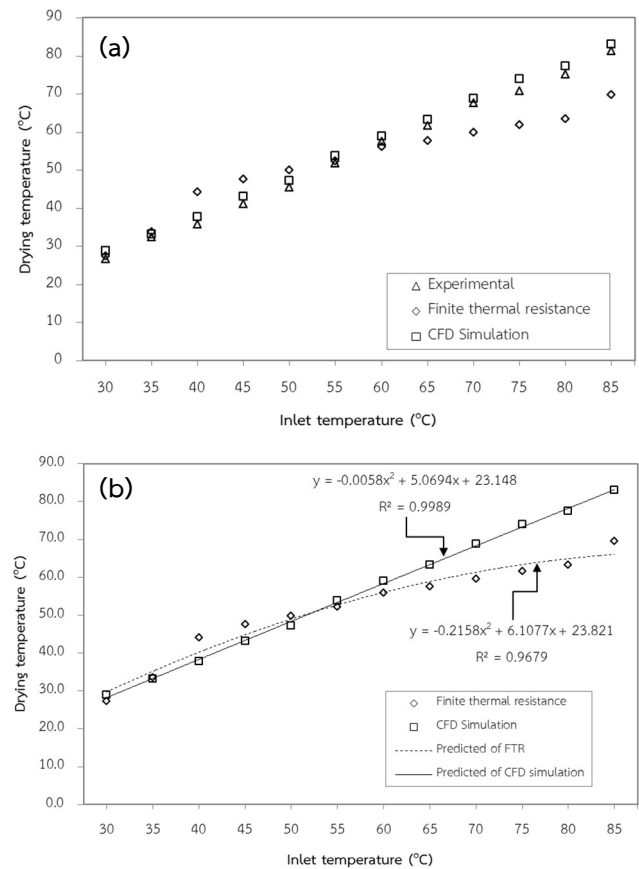 (a)
90
80
70
60
50
40
30
20
10
0
Drying temperature (°C)
Experimental
Finite thermal resistance
CFD Simulation
30 35 40 45 50 55 60 65 70 75 80 85
Inlet temperature (°C)
(b)
90.0
80.0
70.0
60.0
50.0
40.0
30.0
20.0
10.0
0.0
Drying temperature (°C)
y = -0.0058x² + 5.0694x + 23.148
R² = 0.9989
y = -0.2158x² + 6.1077x + 23.821
R² = 0.9679
Finite thermal resistance
CFD Simulation
Predicted of FTR
Predicted of CFD simulation
30 35 40 45 50 55 60 65 70 75 80 85
Inlet temperature (°C)